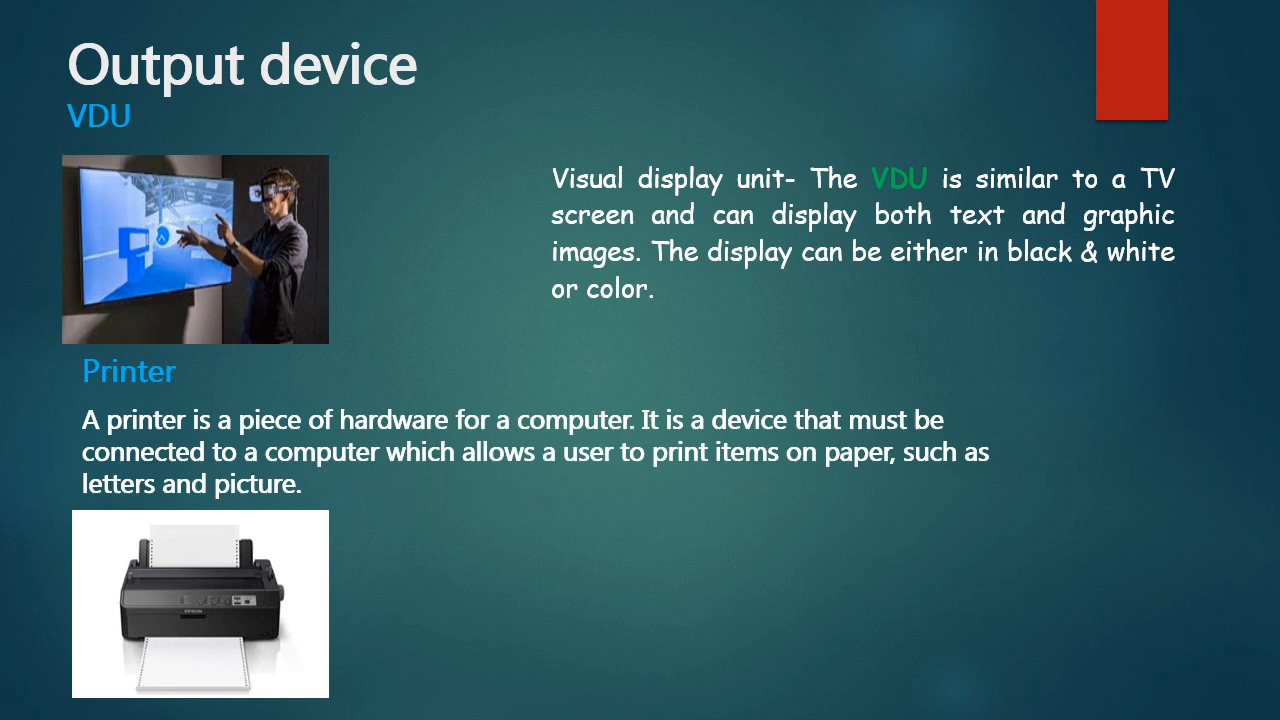 Output device
VDU
Visual display unit- The VDU is similar to a TV
screen and can display both text and graphic
images. The display can be either in black & white
or color.
Printer
A printer is a piece of hardware for a computer. It is a device that must be
connected to a computer which allows a user to print items on paper, such as
letters and picture.
EPSON